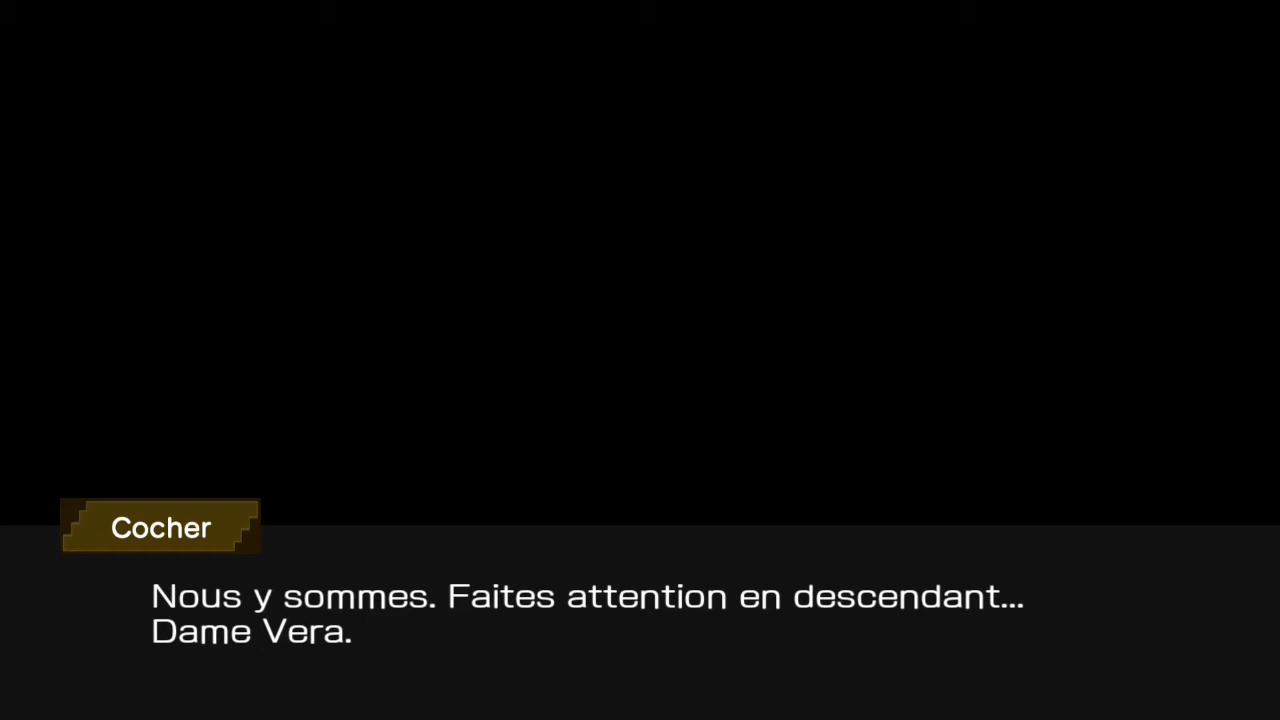 Cocher
Nous y sommes. Faites attention en descendant...
Dame Vera.